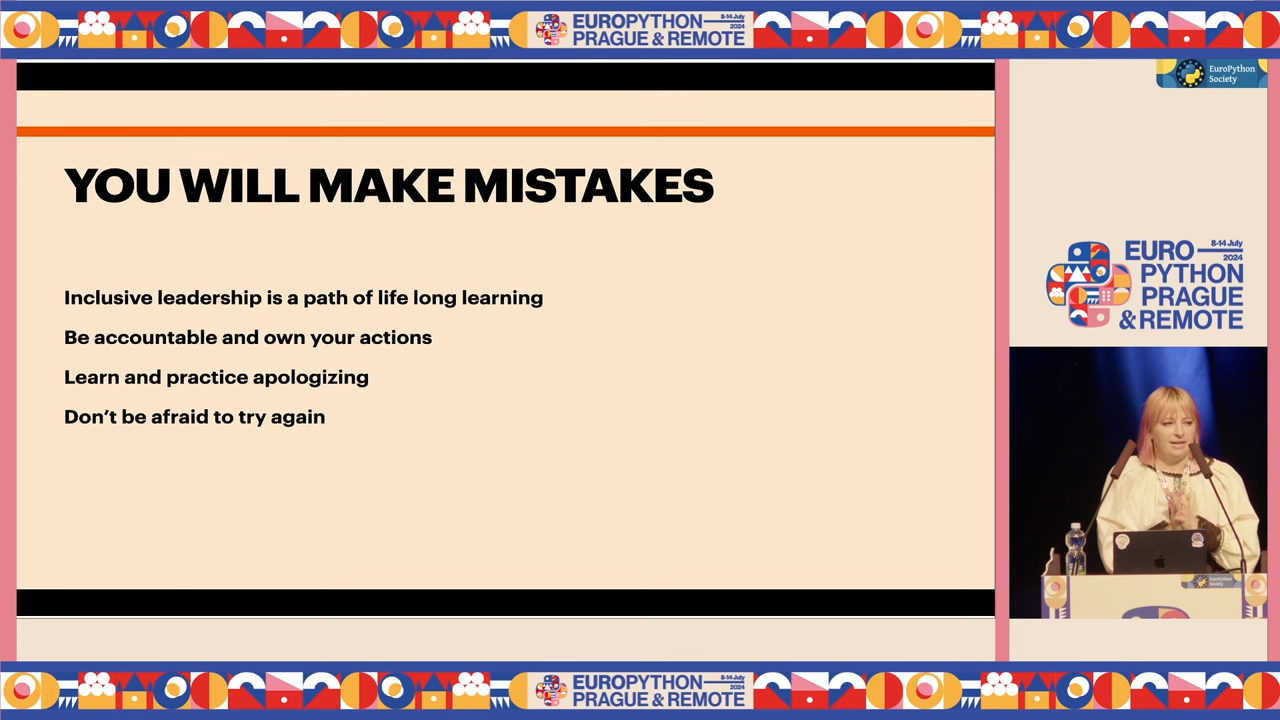 EUROPYTHON 8-14 July
2024
PRAGUE & REMOTE
EuroPython
Society
YOU WILL MAKE MISTAKES
Inclusive leadership is a path of life long learning
Be accountable and own your actions
Learn and practice apologizing
Don’t be afraid to try again
EURO 8-14 July
2024
PYTHON
PRAGUE
& REMOTE
EuroPython
Society
EUROPYTHON 8-14 July
2024
PRAGUE & REMOTE